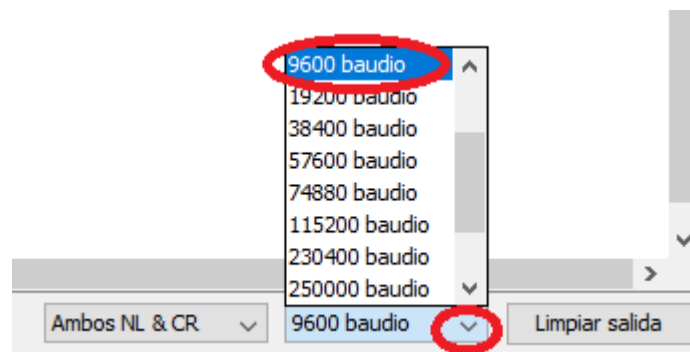 9600 baudio
19200 baudio
38400 baudio
57600 baudio
74880 baudio
115200 baudio
230400 baudio
250000 baudio
Ambos NL & CR
9600 baudio
Limpiar salida